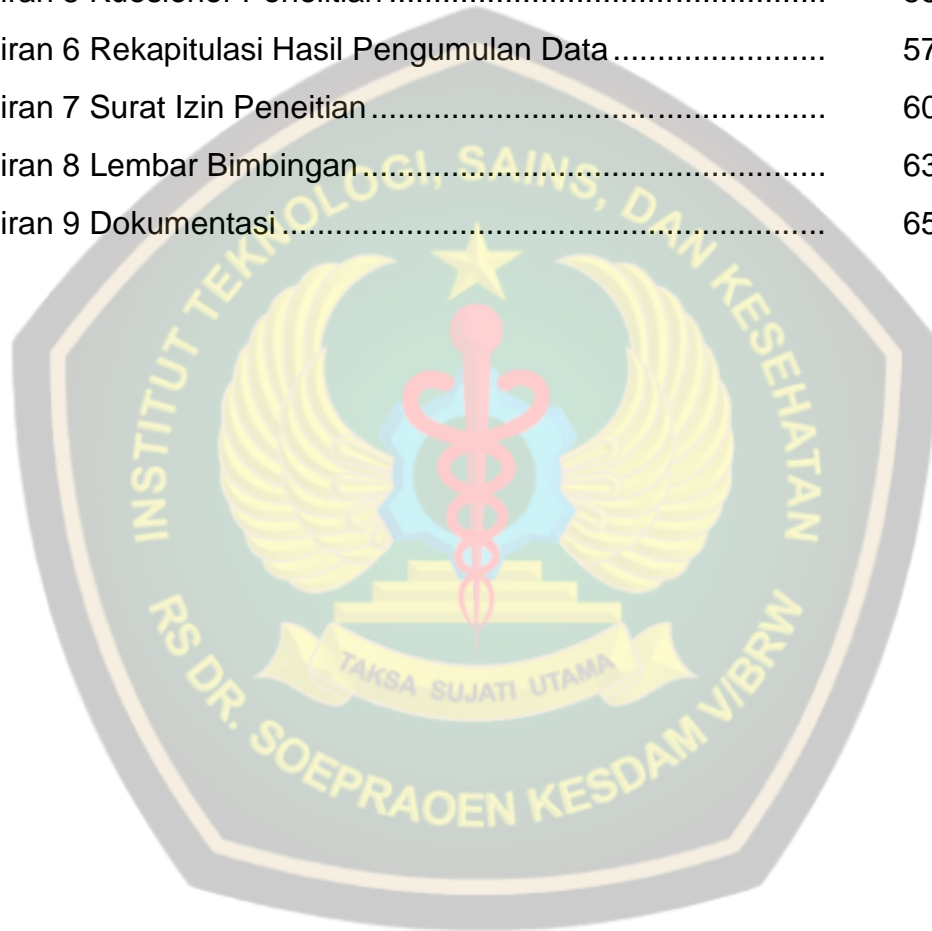 Penelitian ....................................................
iran 6 Rekapitulasi Hasil Pengumulan Data ........................ 57
iran 7 Surat Izin Peneitian .................................................... 60
iran 8 Lembar Bimbingan ..................................................... 63
iran 9 Dokumentasi .............................................................. 65
INSTITUT TEKNOLOGI, SAINS, DAN KESEHATAN
TAKSA SUJATI UTAMA
RS DR. SOEPRAOEN KESDAM V/BRW